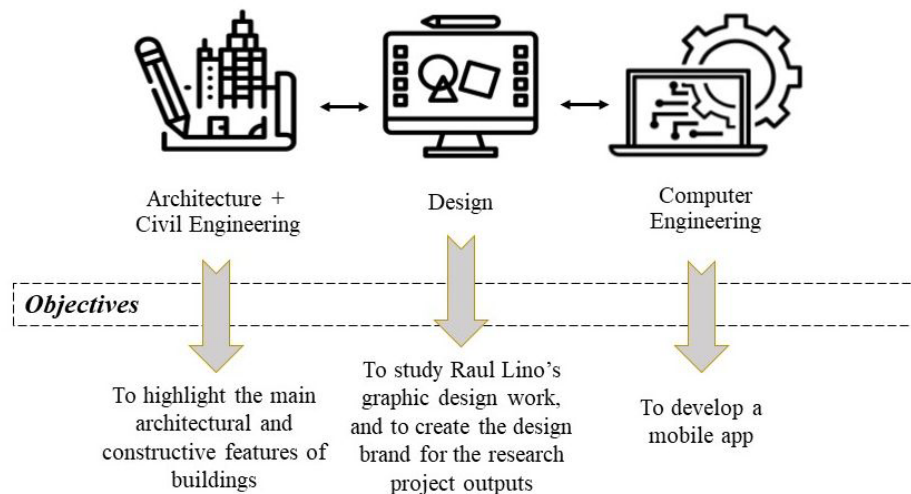 Architecture +
Civil Engineering
Design
Computer
Engineering
Objectives
To highlight the main
architectural and
constructive features of
buildings
To study Raul Lino’s
graphic design work,
and to create the design
brand for the research
project outputs
To develop a
mobile app